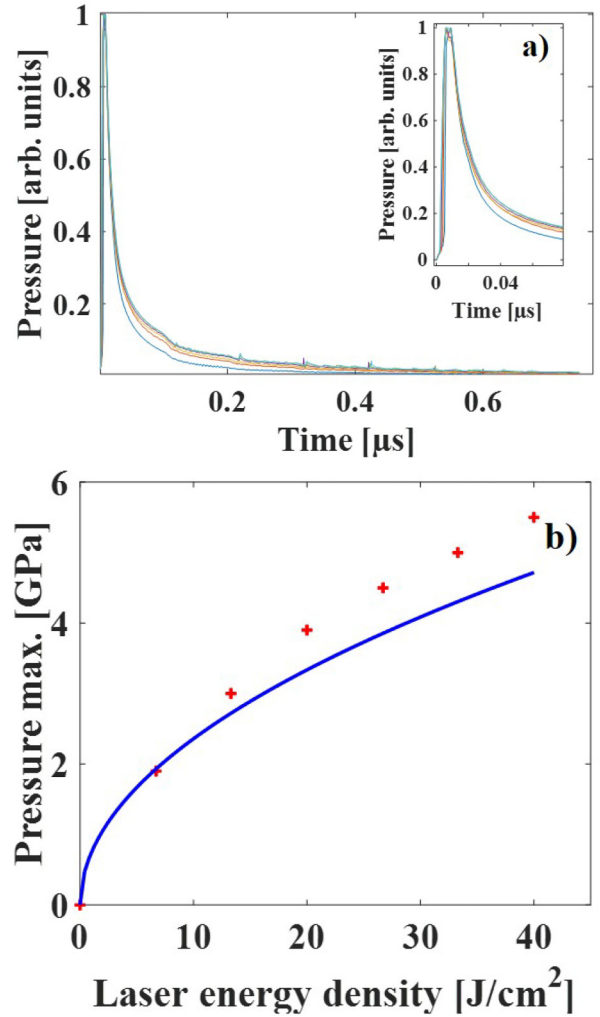 Pressure [arb. units]
1
0.8
0.6
0.4
0.2
0.2 0.4 0.6
Time [μs]
a)
Pressure [arb. units]
1
0.8
0.6
0.4
0.2
0
0 0.04
Time [μs]
b)
Pressure max. [GPa]
6
4
2
0
0 10 20 30 40
Laser energy density [J/cm²]